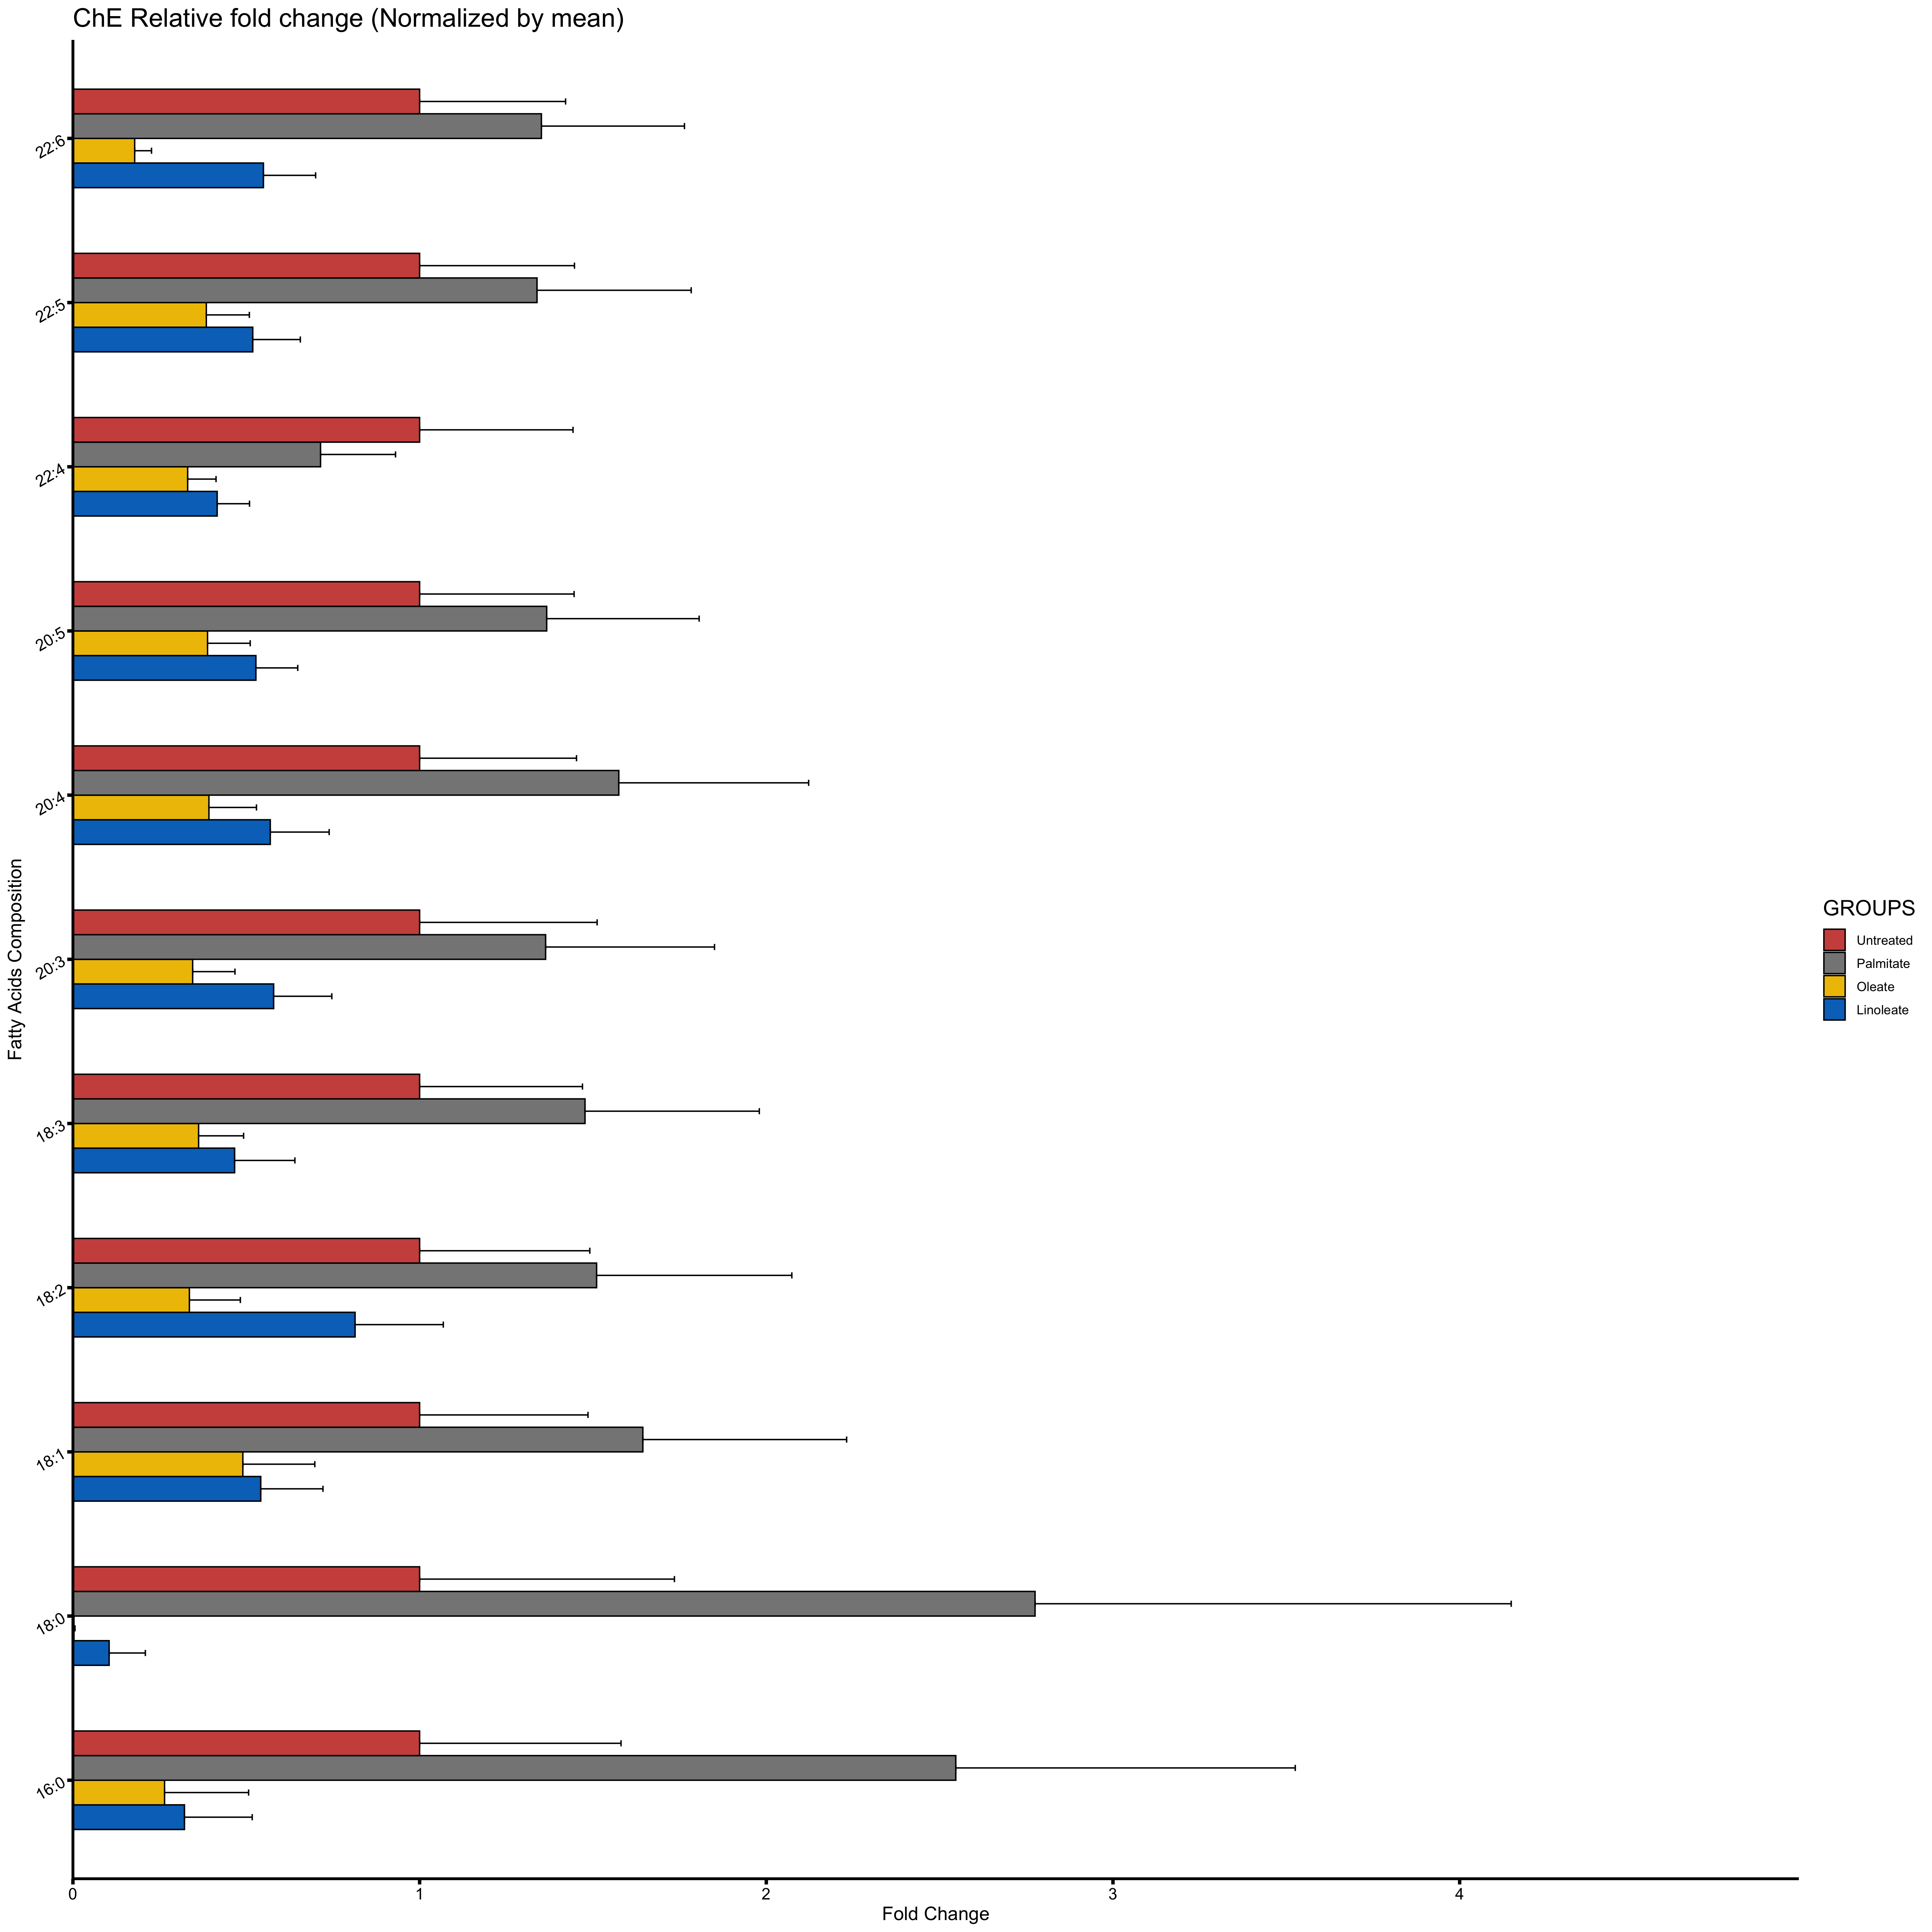 ChE Relative fold change (Normalized by mean)
22:6
22:5
22:4
20:5
20:4
20:3
18:3
18:2
18:1
18:0
16:0
Fatty Acids Composition
0 1 2 3 4
Fold Change
GROUPS
Untreated
Palmitate
Oleate
Linoleate